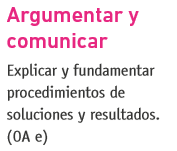 Argumentar y
comunicar
Explicar y fundamentar
procedimientos de
soluciones y resultados.
(OA e)